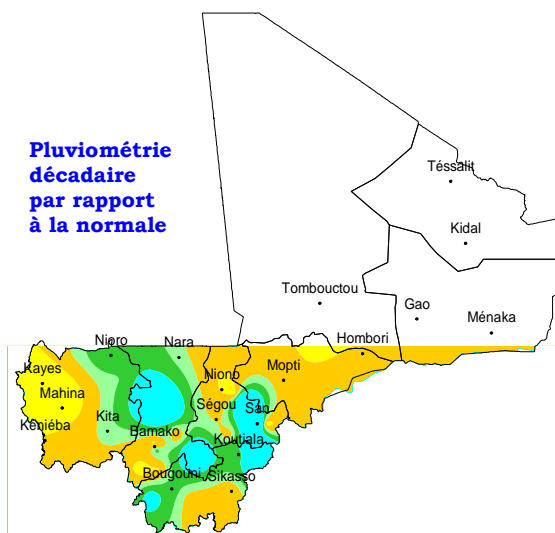 Pluviométrie
décadaire
par rapport
à la normale
Téssalit
Kidal
Tombouctou
Gao
Ménaka
Nioro
Nara
Hombori
Kayes
Mopti
Niono
Mahina
Ségou
San
Kita
Kéniéba
Bamako
Koutiala
Bougouni
Sikasso